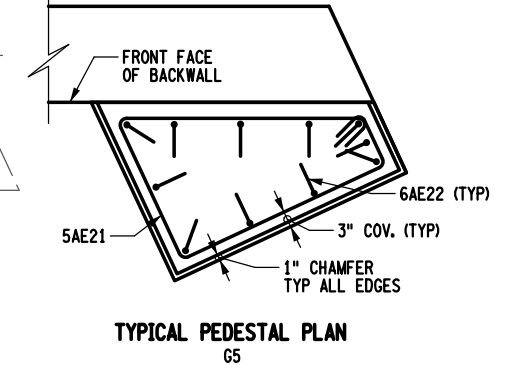 FRONT FACE
OF BACKWALL
6AE22 (TYP)
5AE21
3" COV. (TYP)
1" CHAMFER
TYP ALL EDGES
TYPICAL PEDESTAL PLAN
G5